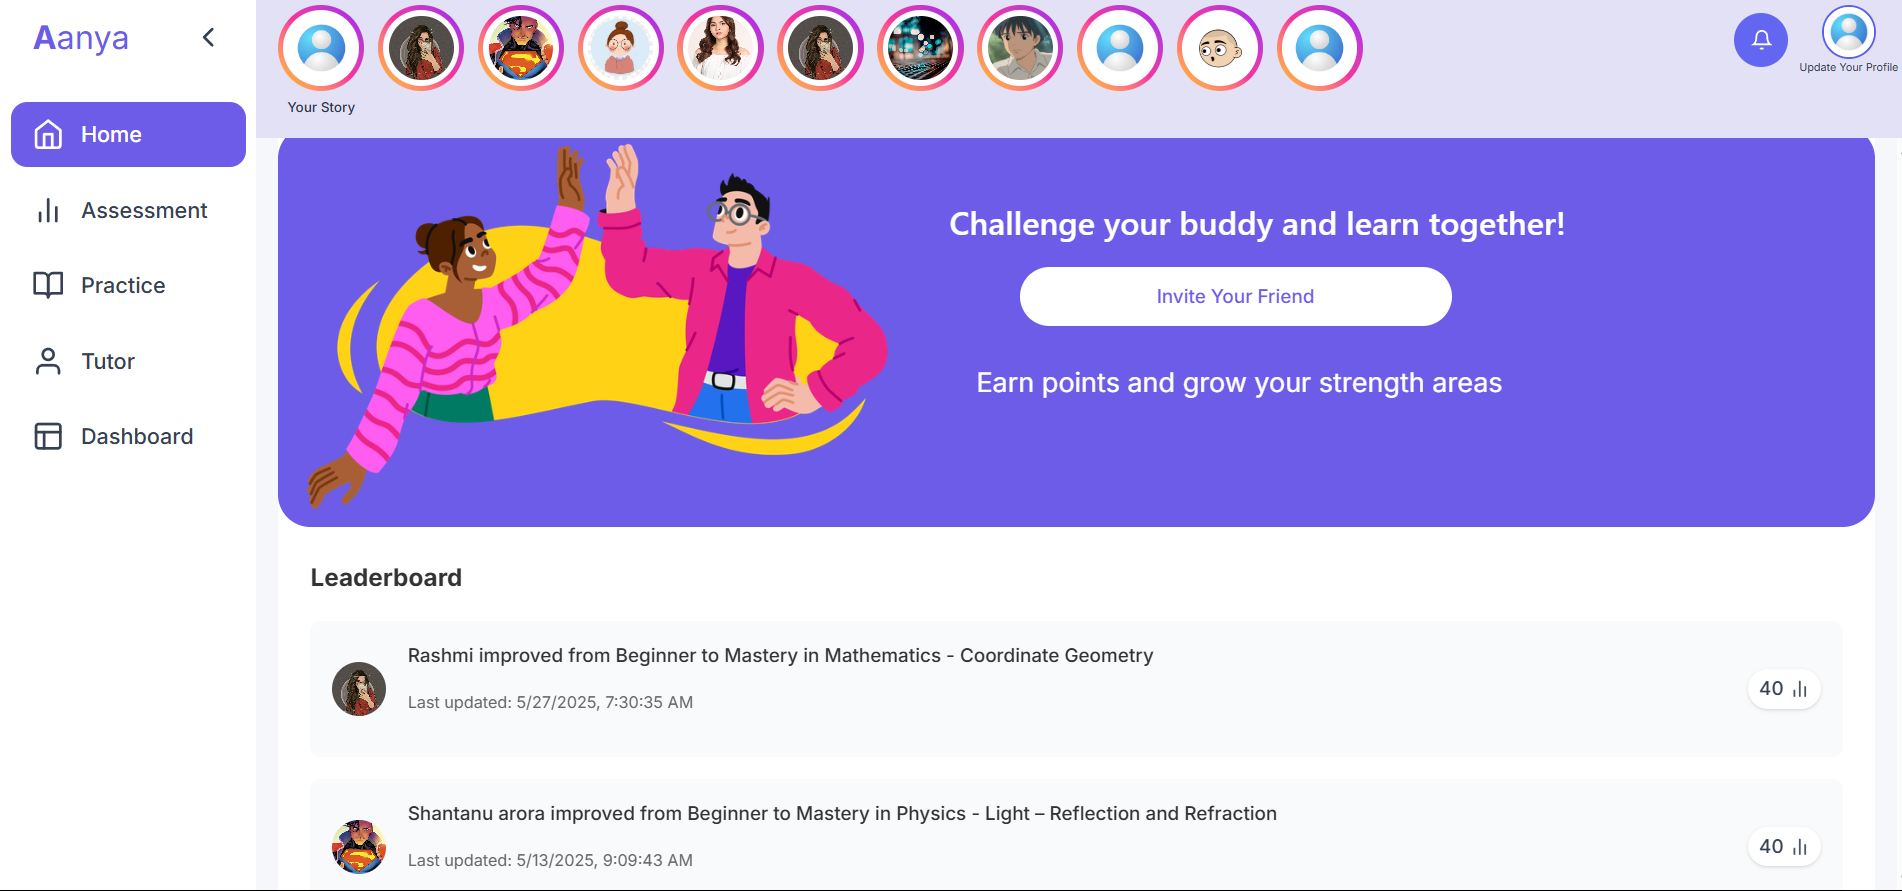 Aanya
Home
Assessment
Practice
Tutor
Dashboard
Your Story
Update Your Profile
Challenge your buddy and learn together!
Invite Your Friend
Earn points and grow your strength areas
Leaderboard
Rashmi improved from Beginner to Mastery in Mathematics - Coordinate Geometry
Last updated: 5/27/2025, 7:30:35 AM
40
Shantanu arora improved from Beginner to Mastery in Physics - Light – Reflection and Refraction
Last updated: 5/13/2025, 9:09:43 AM
40